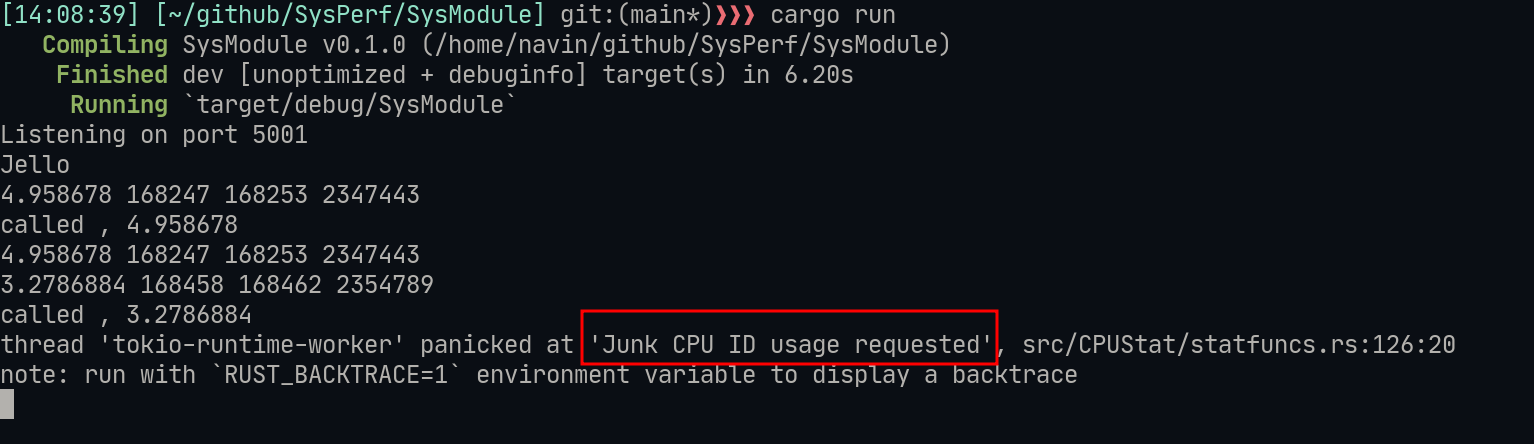 [14:08:39] [~/github/SysPerf/SysModule] git:(main*)❱❱❱ cargo run
Compiling SysModule v0.1.0 (/home/navin/github/SysPerf/SysModule)
Finished dev [unoptimized + debuginfo] target(s) in 6.20s
Running `target/debug/SysModule`
Listening on port 5001
Jello
4.958678 168247 168253 2347443
called , 4.958678
4.958678 168247 168253 2347443
3.2786884 168458 168462 2354789
called , 3.2786884
thread 'tokio-runtime-worker' panicked at 'Junk CPU ID usage requested', src/CPUStat/statfuncs.rs:126:20
note: run with `RUST_BACKTRACE=1` environment variable to display a backtrace